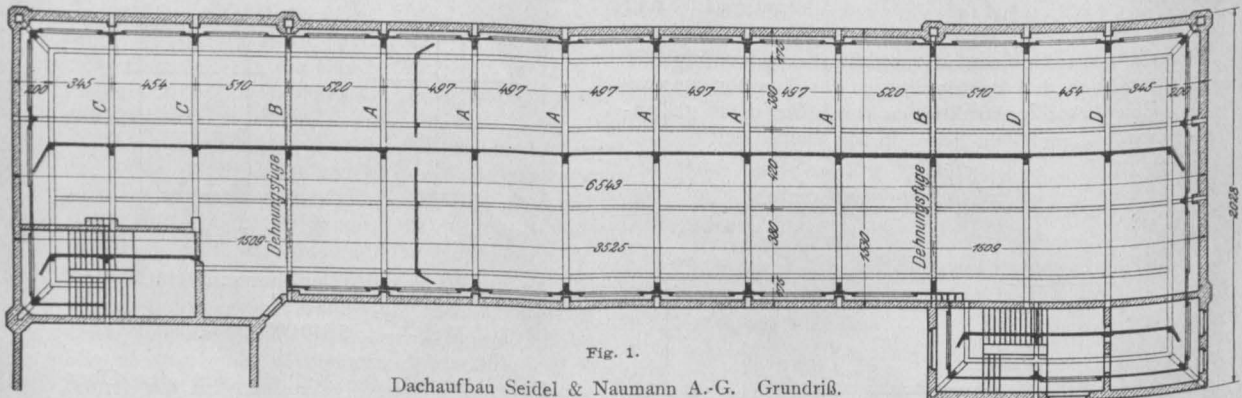 200 345 454 510 520 497 497 497 497 497 520 510 454 345 200
C C B A A A A A A B D D
380
420
6543
Dehnungsfuge Dehnungsfuge
2028
1509 3525 380 1509
Fig. 1.
Dachaufbau Seidel & Naumann A.-G. Grundriß.